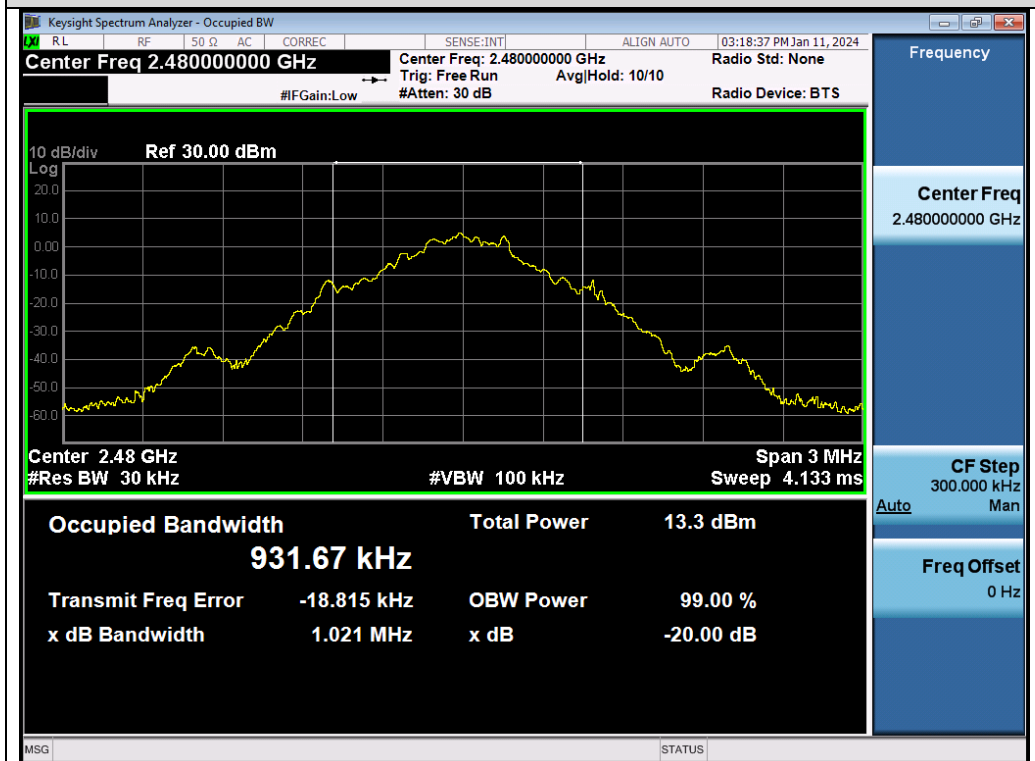 Keysight Spectrum Analyzer - Occupied BW
LXI RL RF 50 Ω AC CORREC SENSE:INT ALIGN AUTO 03:18:37 PM Jan 11, 2024
Center Freq 2.480000000 GHz
Center Freq: 2.480000000 GHz
Radio Std: None
Trig: Free Run Avg|Hold: 10/10
#IFGain:Low #Atten: 30 dB
Radio Device: BTS
10 dB/div Ref 30.00 dBm
Log
20.0
10.0
0.00
-10.0
-20.0
-30.0
-40.0
-50.0
-60.0
Center 2.48 GHz Span 3 MHz
#Res BW 30 kHz #VBW 100 kHz Sweep 4.133 ms
Occupied Bandwidth Total Power 13.3 dBm
931.67 kHz
Transmit Freq Error -18.815 kHz OBW Power 99.00 %
x dB Bandwidth 1.021 MHz x dB -20.00 dB
Frequency
Center Freq
2.480000000 GHz
CF Step
300.000 kHz
Auto Man
Freq Offset
0 Hz
MSG STATUS